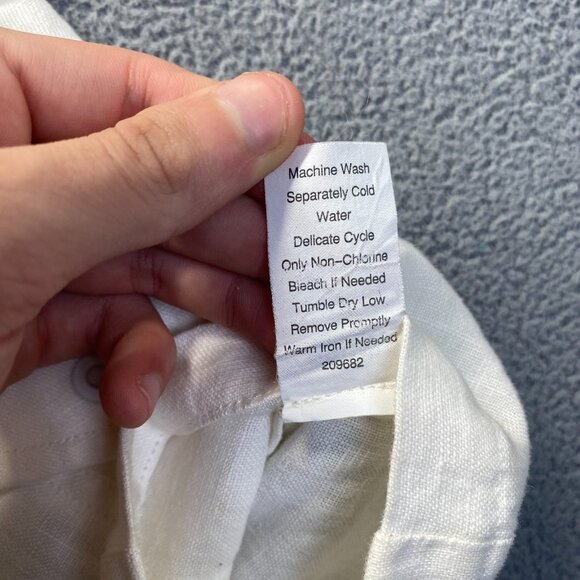 Machine Wash
Separately Cold
Water
Delicate Cycle
Only Non-Chlorine
Bleach If Needed
Tumble Dry Low
Remove Promptly
Warm Iron If Needed
209682